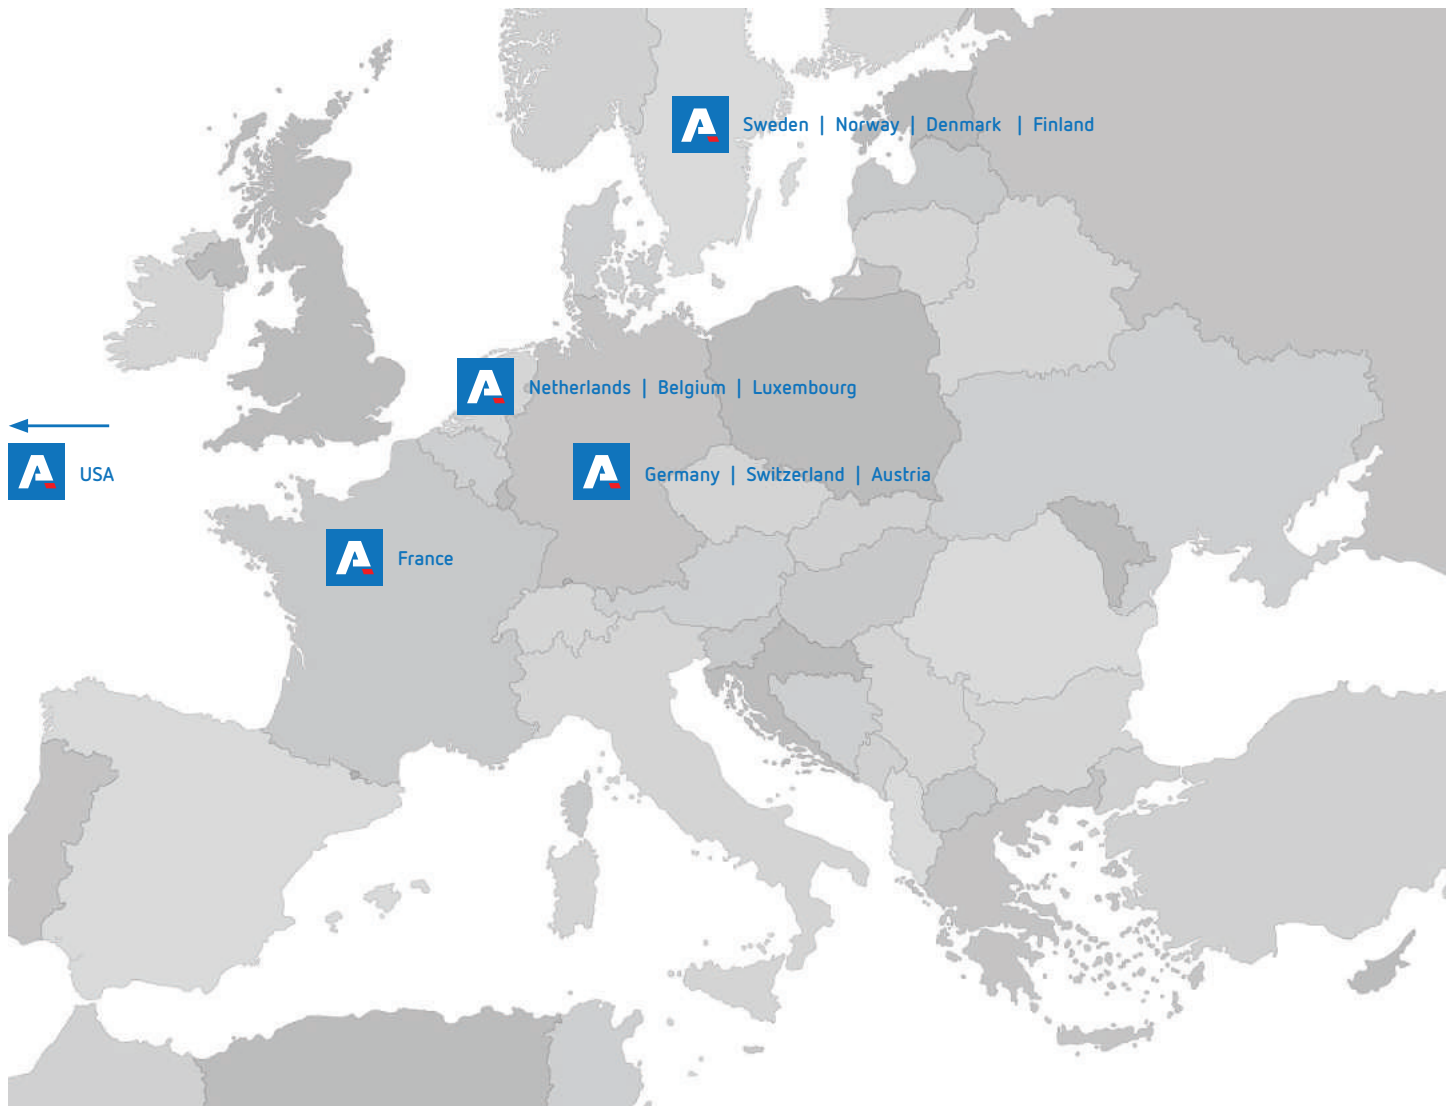 Sweden | Norway | Denmark | Finland
Netherlands | Belgium | Luxembourg
USA
Germany | Switzerland | Austria
France